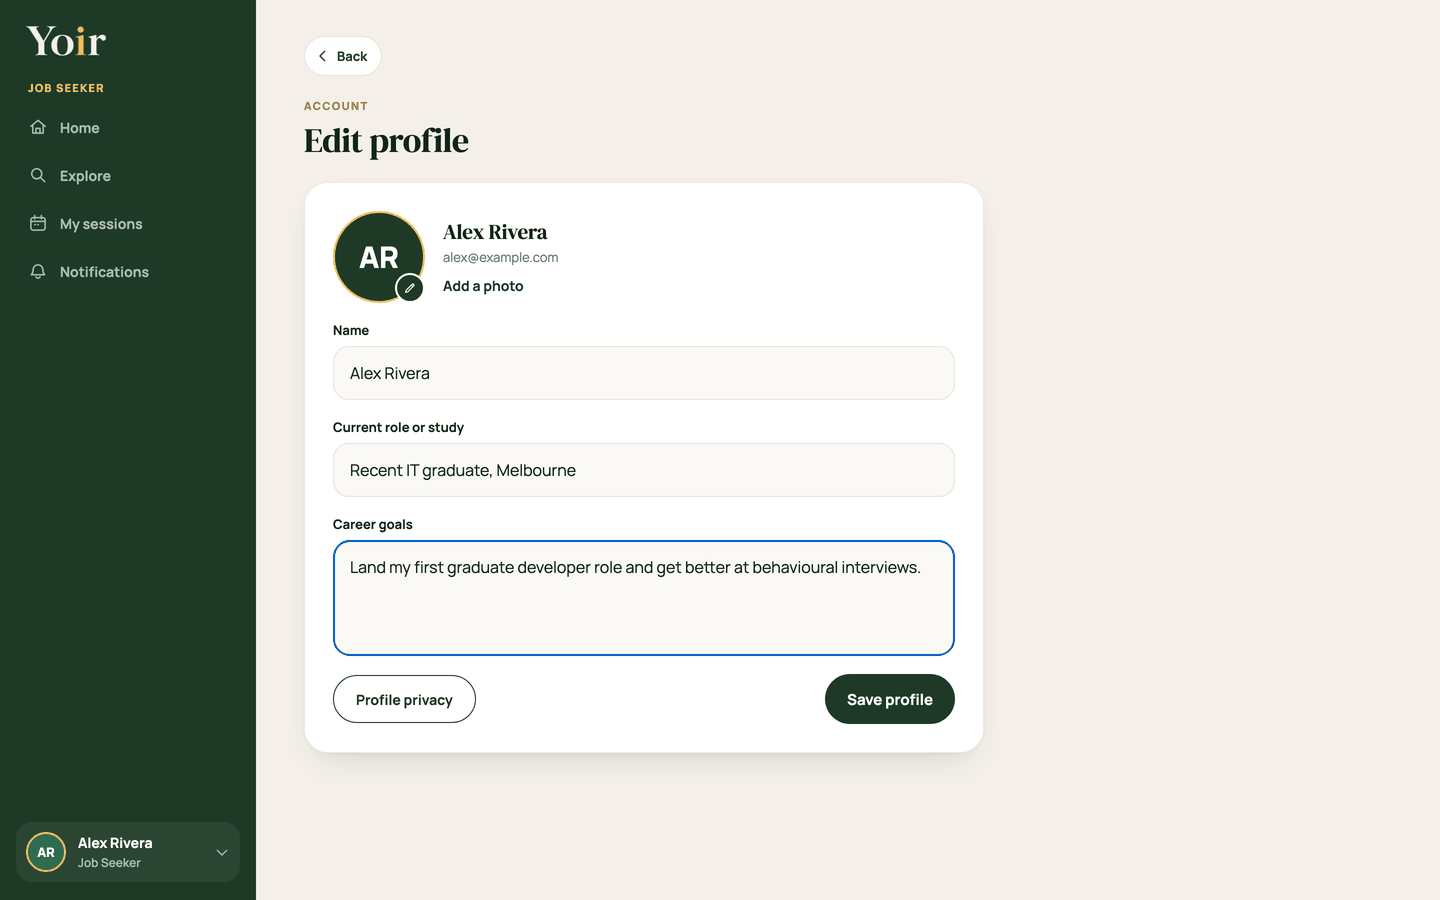 Yoir
JOB SEEKER
Home
Explore
My sessions
Notifications
AR
Alex Rivera
Job Seeker
Back
ACCOUNT
Edit profile
AR
Alex Rivera
alex@example.com
Add a photo
Name
Alex Rivera
Current role or study
Recent IT graduate, Melbourne
Career goals
Land my first graduate developer role and get better at behavioural interviews.
Profile privacy
Save profile